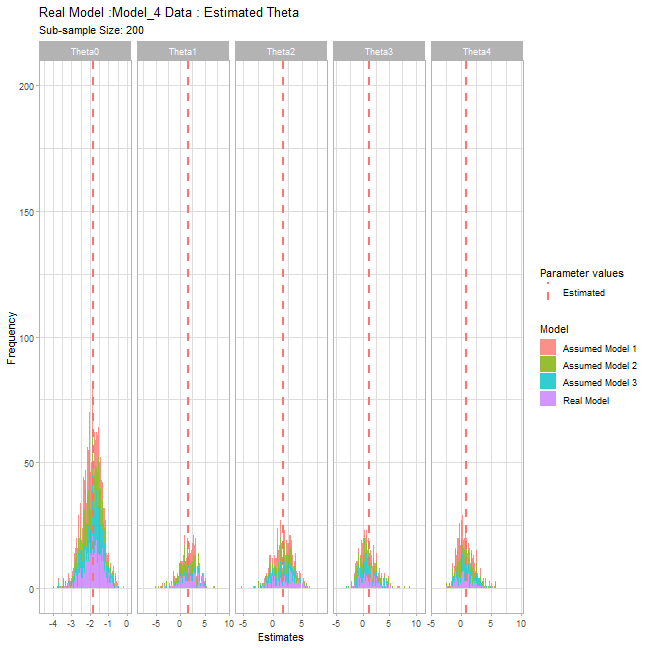 Real Model :Model_4 Data : Estimated Theta
Sub-sample Size: 200
Theta0 Theta1 Theta2 Theta3 Theta4
200
150
100
50
0
Frequency
-4 -3 -2 -1 0 -5 0 5 10 -5 0 5 -5 0 5 10 -5 0 5 10
Estimates
Parameter values
Estimated
Model
Assumed Model 1
Assumed Model 2
Assumed Model 3
Real Model